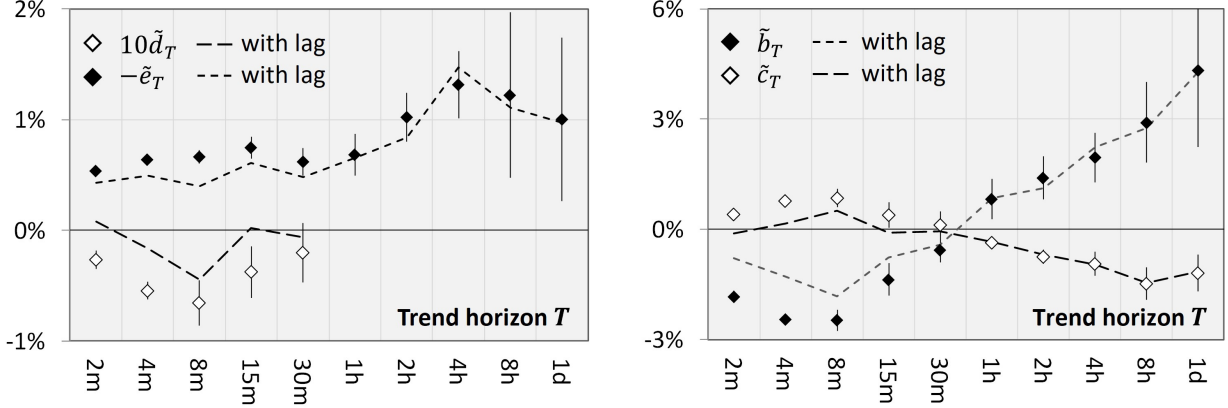 2%
1%
0%
-1%
◇ 10d̃_T — — with lag
◆ −ẽ_T ---- with lag
Trend horizon T
2m 4m 8m 15m 30m 1h 2h 4h 8h 1d
6%
3%
0%
-3%
◆ b̃_T ---- with lag
◇ c̃_T — — with lag
Trend horizon T
2m 4m 8m 15m 30m 1h 2h 4h 8h 1d